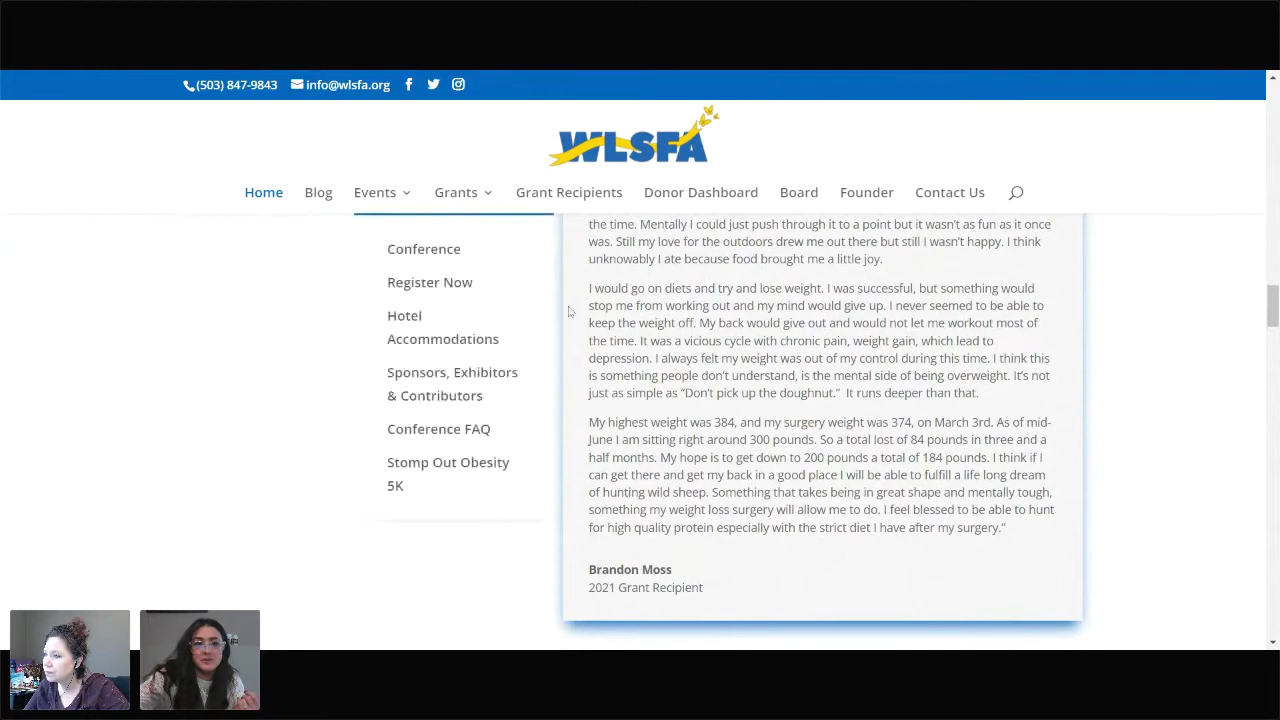 (503) 847-9843 info@wlsfa.org
WLSFA
Home Blog Events Grants Grant Recipients Donor Dashboard Board Founder Contact Us
Conference
Register Now
Hotel
Accommodations
Sponsors, Exhibitors
& Contributors
Conference FAQ
Stomp Out Obesity
5K
the time. Mentally I could just push through it to a point but it wasn't as fun as it once
was. Still my love for the outdoors drew me out there but still I wasn't happy. I think
unknowably I ate because food brought me a little joy.
I would go on diets and try and lose weight. I was successful, but something would
stop me from working out and my mind would give up. I never seemed to be able to
keep the weight off. My back would give out and would not let me workout most of
the time. It was a vicious cycle with chronic pain, weight gain, which lead to
depression. I always felt my weight was out of my control during this time. I think this
is something people don't understand, is the mental side of being overweight. It's not
just as simple as “Don't pick up the doughnut.” It runs deeper than that.
My highest weight was 384, and my surgery weight was 374, on March 3rd. As of mid-
June I am sitting right around 300 pounds. So a total lost of 84 pounds in three and a
half months. My hope is to get down to 200 pounds a total of 184 pounds. I think if I
can get there and get my back in a good place I will be able to fulfill a life long dream
of hunting wild sheep. Something that takes being in great shape and mentally tough,
something my weight loss surgery will allow me to do. I feel blessed to be able to hunt
for high quality protein especially with the strict diet I have after my surgery.”
Brandon Moss
2021 Grant Recipient